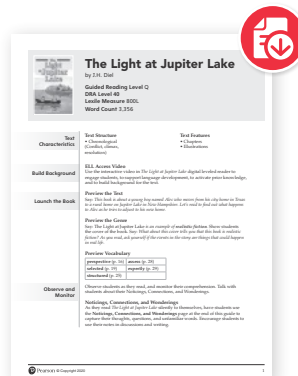 The Light at Jupiter Lake
by I.H. Diel
Guided Reading Level Q
DRA Level 40
Lexile Measure 800L
Word Count 3,356
Text Characteristics
Text Structure
• Chronological
(Conflict, climax,
resolution)
Text Features
• Chapters
• Illustrations
Build Background
ELL Access Video
Use the interactive video in The Light at Jupiter Lake digital leveled reader to
engage students, to support language development, to activate prior knowledge,
and to build background for the text.
Launch the Book
Preview the Text
Say: This book is about a young boy named Alex who moves from his city home in Texas
to a rural home on Jupiter Lake in New Hampshire. Let's read to find out what happens
to Alex as he tries to adjust to his new home.
Preview the Genre
Say: The Light at Jupiter Lake is an example of realistic fiction. Show students
the cover of the book. Say: What about this cover tells you that this book is realistic
fiction? As you read, ask yourself if the events in the story are things that could happen
in real life.
Preview Vocabulary
perspective (p. 16) access (p. 28)
selected (p. 19) expertly (p. 29)
structured (p. 25)
Observe and Monitor
Observe students as they read, and monitor their comprehension. Talk with
students about their Noticings, Connections, and Wonderings.
Noticings, Connections, and Wonderings
As they read The Light at Jupiter Lake silently to themselves, have students use
the Noticings, Connections, and Wonderings page at the end of this guide to
capture their thoughts, questions, and unfamiliar words. Encourage students to
use their notes in discussions and writing.
Pearson © Copyright 2020
1